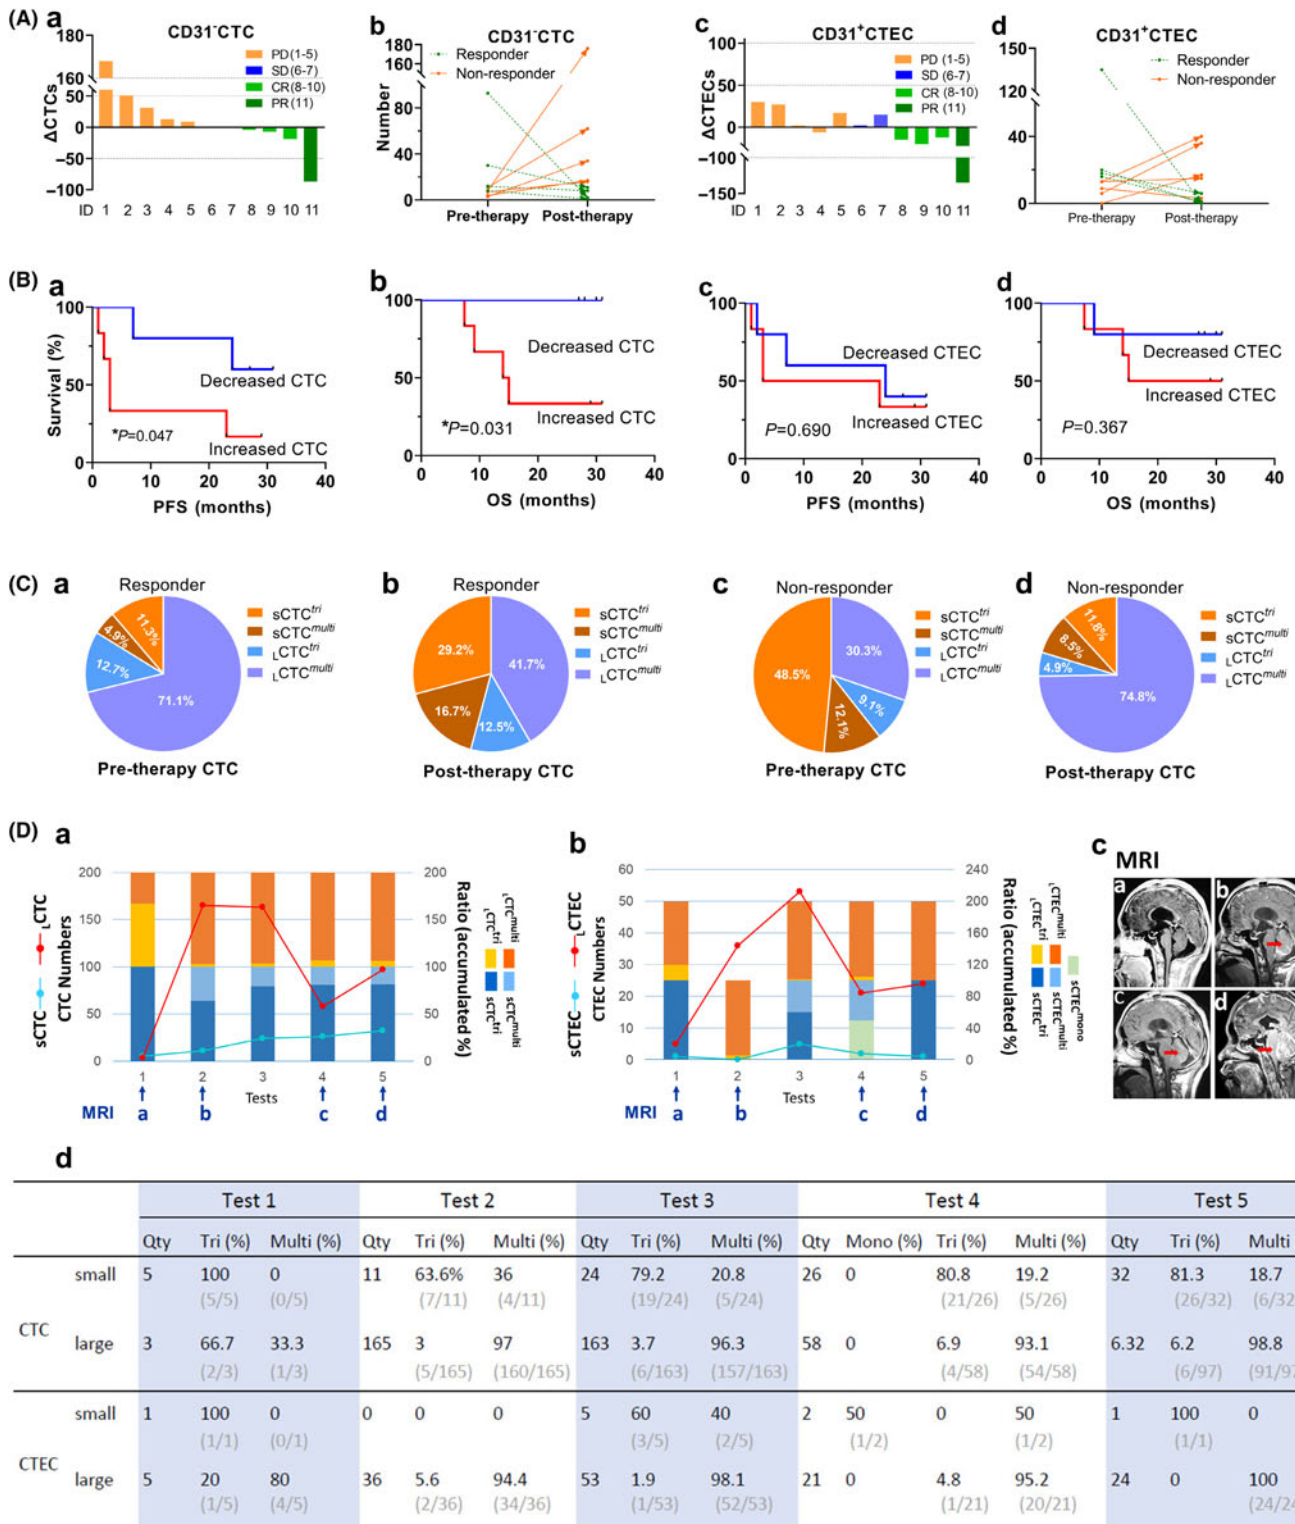 (A) a b c d
CD31⁻CTC
ΔCTCs
180
160
50
0
−50
−100
PD(1-5)
SD(6-7)
CR(8-10)
PR(11)
ID 1 2 3 4 5 6 7 8 9 10 11
CD31⁻CTC
Number
180
160
80
40
0
Responder
Non-responder
Pre-therapy Post-therapy
CD31⁺CTEC
ΔCTECs
100
50
0
−100
−150
PD (1-5)
SD (6-7)
CR (8-10)
PR (11)
ID 1 2 3 4 5 6 7 8 9 10 11
CD31⁺CTEC
150
120
40
0
Responder
Non-responder
Pre-therapy Post-therapy
(B) a b c d
Survival (%)
100
50
0
Decreased CTC
Increased CTC
*P=0.047
0 10 20 30 40
PFS (months)
100
50
0
Decreased CTC
Increased CTC
*P=0.031
0 10 20 30 40
OS (months)
100
50
0
Decreased CTEC
Increased CTEC
P=0.690
0 10 20 30 40
PFS (months)
100
50
0
Decreased CTEC
Increased CTEC
P=0.367
0 10 20 30 40
OS (months)
(C) a b c d
Responder
11.3%
4.9%
12.7%
71.1%
sCTCtri
sCTCmulti
LCTCtri
LCTCmulti
Pre-therapy CTC
Responder
29.2%
41.7%
16.7%
12.5%
sCTCtri
sCTCmulti
LCTCtri
LCTCmulti
Post-therapy CTC
Non-responder
30.3%
48.5%
9.1%
12.1%
sCTCtri
sCTCmulti
LCTCtri
LCTCmulti
Pre-therapy CTC
Non-responder
11.8%
8.5%
4.9%
74.8%
sCTCtri
sCTCmulti
LCTCtri
LCTCmulti
Post-therapy CTC
(D) a b c
sCTC LCTC
CTC Numbers
200
150
100
50
0
200
150
100
50
0
Ratio (accumulated %)
LCTCtri LCTCmulti
sCTCtri sCTCmulti
1 2 3 4 5
Tests
MRI a b c d
sCTEC LCTEC
CTEC Numbers
60
50
40
30
20
10
0
240
200
160
120
80
40
0
Ratio (accumulated %)
LCTECtri LCTECmulti
sCTECtri sCTECmulti sCTECmono
1 2 3 4 5
Tests
MRI a b c d
MRI
a b
c d
d
Test 1 Test 2 Test 3 Test 4 Test 5
Qty Tri (%) Multi (%) Qty Tri (%) Multi (%) Qty Tri (%) Multi (%) Qty Mono (%) Tri (%) Multi (%) Qty Tri (%) Multi
small 5 100 0 11 63.6% 36 24 79.2 20.8 26 0 80.8 19.2 32 81.3 18.7
(5/5) (0/5) (7/11) (4/11) (19/24) (5/24) (21/26) (5/26) (26/32) (6/32
CTC
large 3 66.7 33.3 165 3 97 163 3.7 96.3 58 0 6.9 93.1 6.32 6.2 98.8
(2/3) (1/3) (5/165) (160/165) (6/163) (157/163) (4/58) (54/58) (6/97) (91/97
small 1 100 0 0 0 0 5 60 40 2 50 0 50 1 100 0
(1/1) (0/1) (3/5) (2/5) (1/2) (1/2) (1/1)
CTEC
large 5 20 80 36 5.6 94.4 53 1.9 98.1 21 0 4.8 95.2 24 0 100
(1/5) (4/5) (2/36) (34/36) (1/53) (52/53) (1/21) (20/21) (24/24